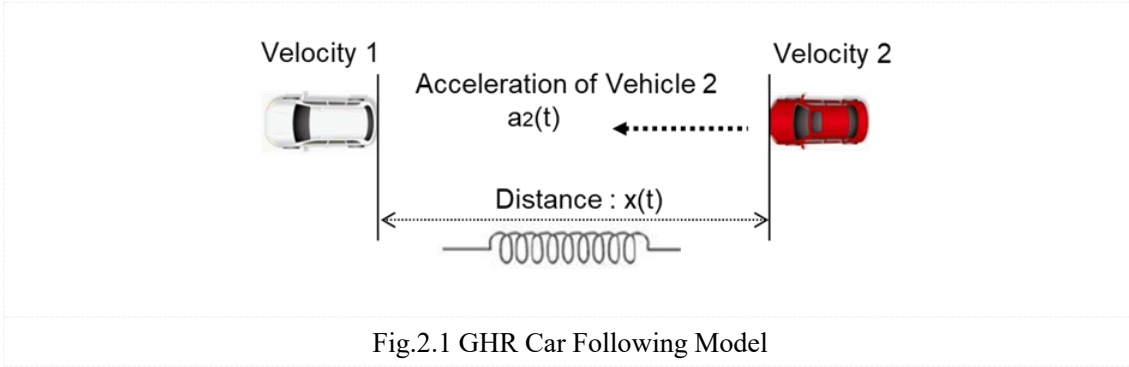 Velocity 1
Velocity 2
Acceleration of Vehicle 2
a2(t)
Distance : x(t)
Fig.2.1 GHR Car Following Model